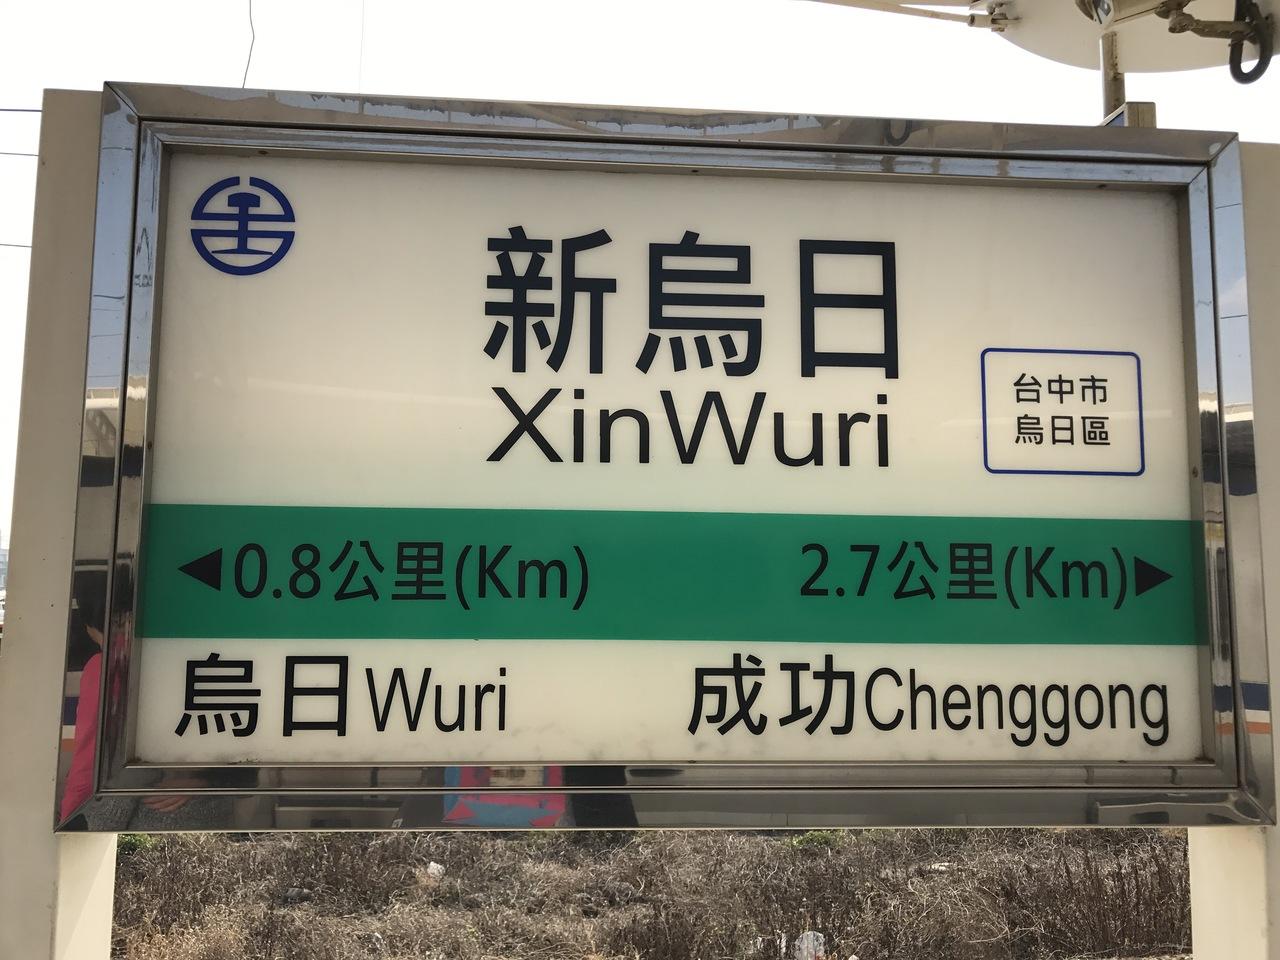 新烏日
XinWuri
台中市
烏日區
◀0.8公里(Km) 2.7公里(Km)▶
烏日Wuri 成功Chenggong